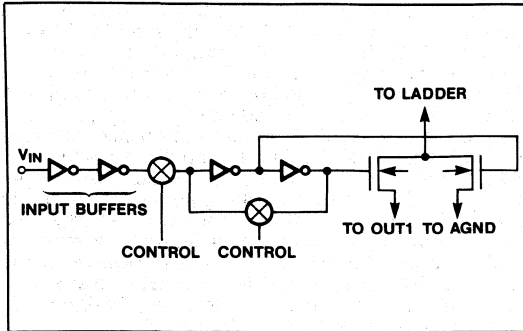 TO LADDER
VIN
INPUT BUFFERS
TO OUT1 TO AGND
CONTROL CONTROL